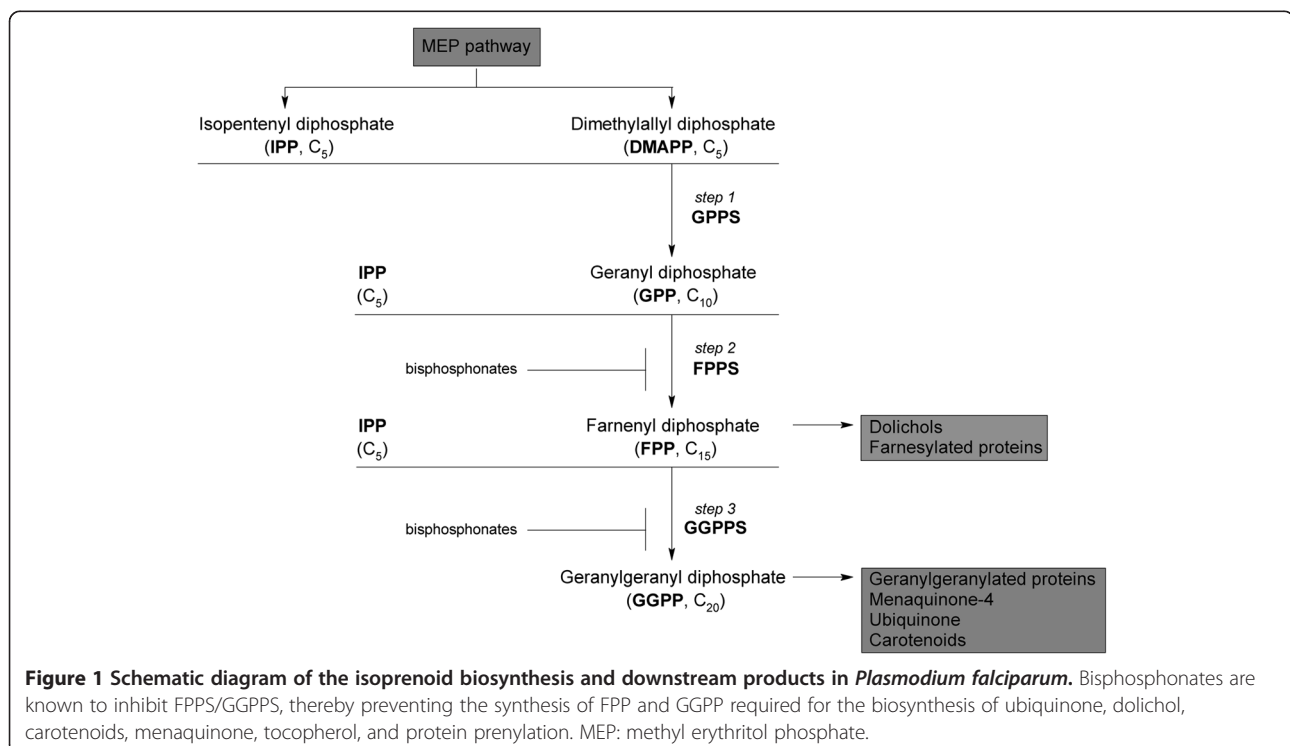 MEP pathway
Isopentenyl diphosphate
(IPP, C₅)
Dimethylallyl diphosphate
(DMAPP, C₅)
step 1
GPPS
IPP
(C₅)
Geranyl diphosphate
(GPP, C₁₀)
bisphosphonates
step 2
FPPS
IPP
(C₅)
Farnenyl diphosphate
(FPP, C₁₅)
Dolichols
Farnesylated proteins
bisphosphonates
step 3
GGPPS
Geranylgeranyl diphosphate
(GGPP, C₂₀)
Geranylgeranylated proteins
Menaquinone-4
Ubiquinone
Carotenoids
Figure 1 Schematic diagram of the isoprenoid biosynthesis and downstream products in Plasmodium falciparum. Bisphosphonates are
known to inhibit FPPS/GGPPS, thereby preventing the synthesis of FPP and GGPP required for the biosynthesis of ubiquinone, dolichol,
carotenoids, menaquinone, tocopherol, and protein prenylation. MEP: methyl erythritol phosphate.